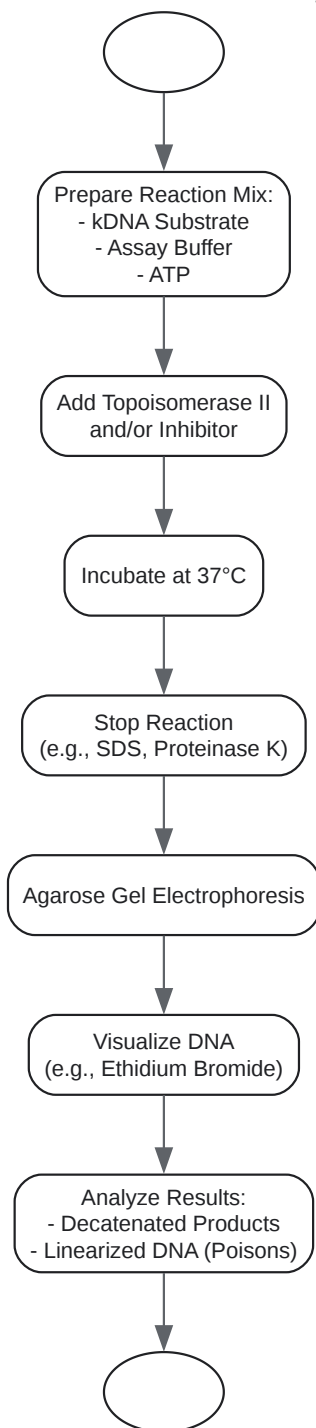 Prepare Reaction Mix:
- kDNA Substrate
- Assay Buffer
- ATP
Add Topoisomerase II
and/or Inhibitor
Incubate at 37°C
Stop Reaction
(e.g., SDS, Proteinase K)
Agarose Gel Electrophoresis
Visualize DNA
(e.g., Ethidium Bromide)
Analyze Results:
- Decatenated Products
- Linearized DNA (Poisons)